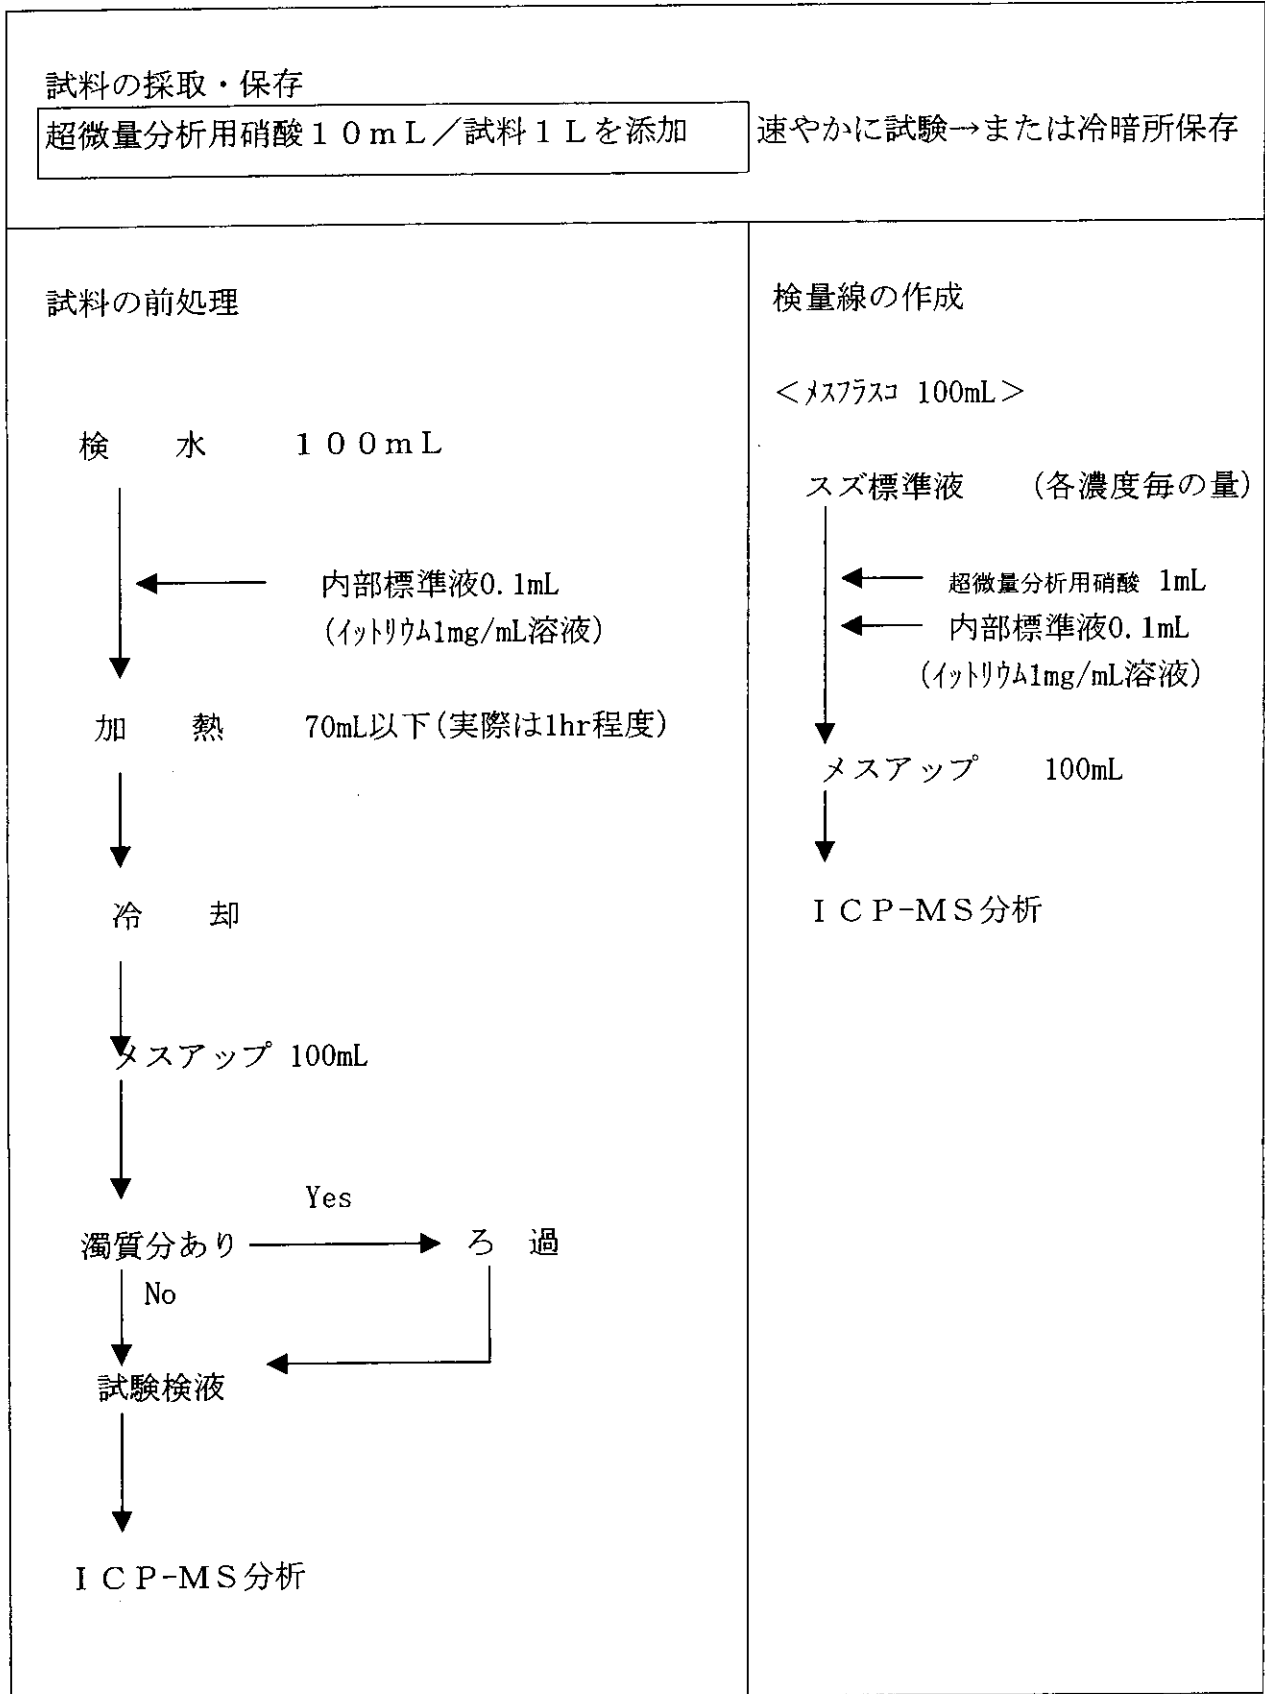 試料の採取・保存
超微量分析用硝酸10mL/試料1Lを添加 速やかに試験→または冷暗所保存
試料の前処理
検 水 100mL
内部標準液0.1mL
(ｲｯﾄﾘｳﾑ1mg/mL溶液)
加 熱 70mL以下(実際は1hr程度)
冷 却
メスアップ 100mL
Yes
濁質分あり ろ 過
No
試験検液
ICP-MS分析
検量線の作成
<ﾒｽﾌﾗｽｺ 100mL>
スズ標準液 (各濃度毎の量)
超微量分析用硝酸 1mL
内部標準液0.1mL
(ｲｯﾄﾘｳﾑ1mg/mL溶液)
メスアップ 100mL
ICP-MS分析